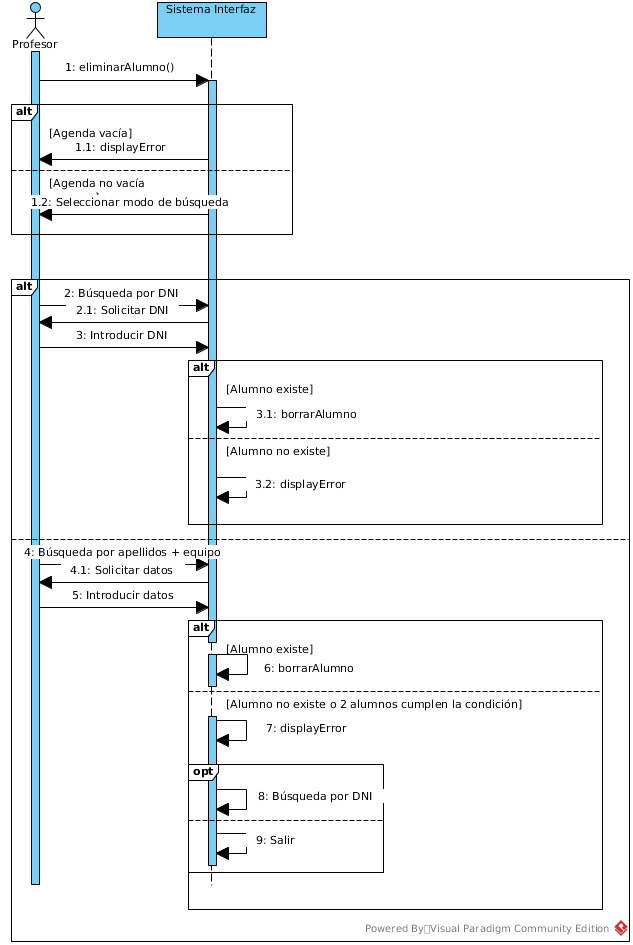 Sistema Interfaz
Profesor
1: eliminarAlumno()
alt
[Agenda vacía]
1.1: displayError
[Agenda no vacía
1.2: Seleccionar modo de búsqueda
alt
2: Búsqueda por DNI
2.1: Solicitar DNI
3: Introducir DNI
alt
[Alumno existe]
3.1: borrarAlumno
[Alumno no existe]
3.2: displayError
4: Búsqueda por apellidos + equipo
4.1: Solicitar datos
5: Introducir datos
alt
[Alumno existe]
6: borrarAlumno
[Alumno no existe o 2 alumnos cumplen la condición]
7: displayError
opt
8: Búsqueda por DNI
9: Salir
Powered By Visual Paradigm Community Edition